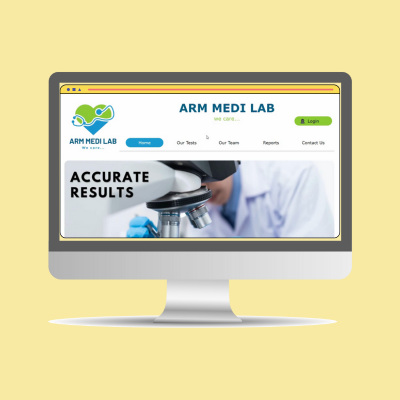 ARM MEDI LAB
we care...
Login
ARM MEDI LAB
We care...
Home
Our Tests
Our Team
Reports
Contact Us
ACCURATE
RESULTS